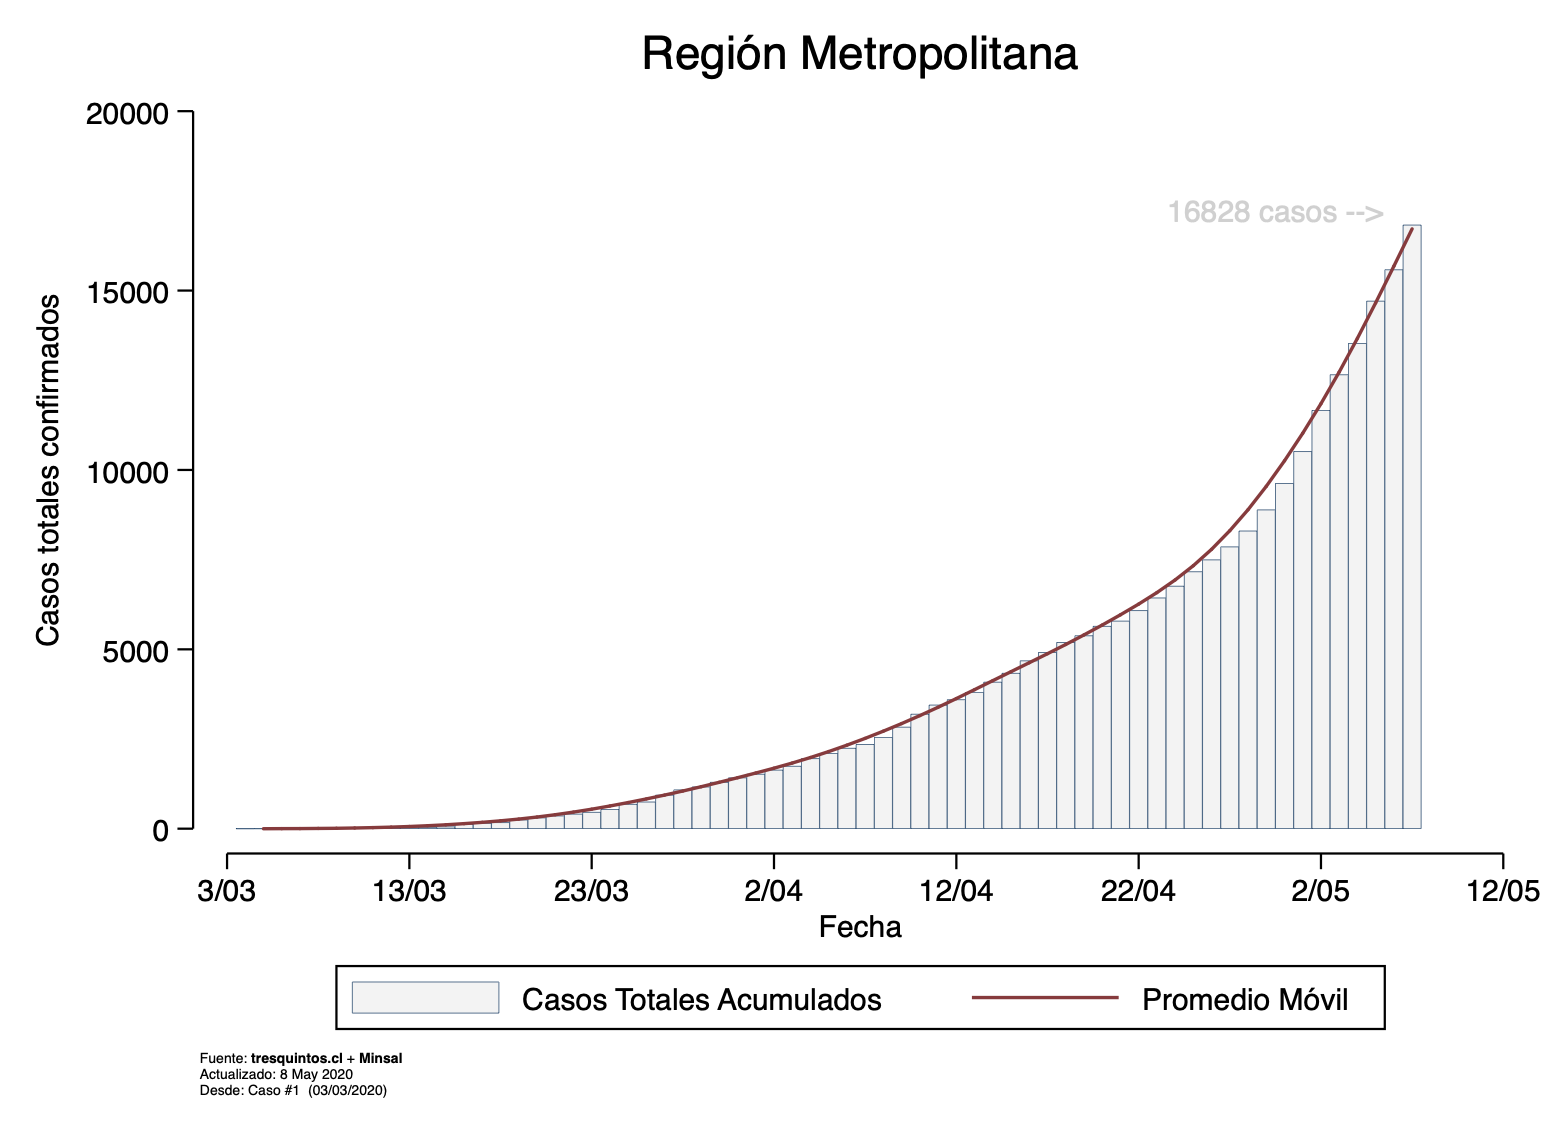 Región Metropolitana
20000
15000
10000
5000
0
Casos totales confirmados
16828 casos -->
3/03 13/03 23/03 2/04 12/04 22/04 2/05 12/05
Fecha
Casos Totales Acumulados Promedio Móvil
Fuente: tresquintos.cl + Minsal
Actualizado: 8 May 2020
Desde: Caso #1 (03/03/2020)